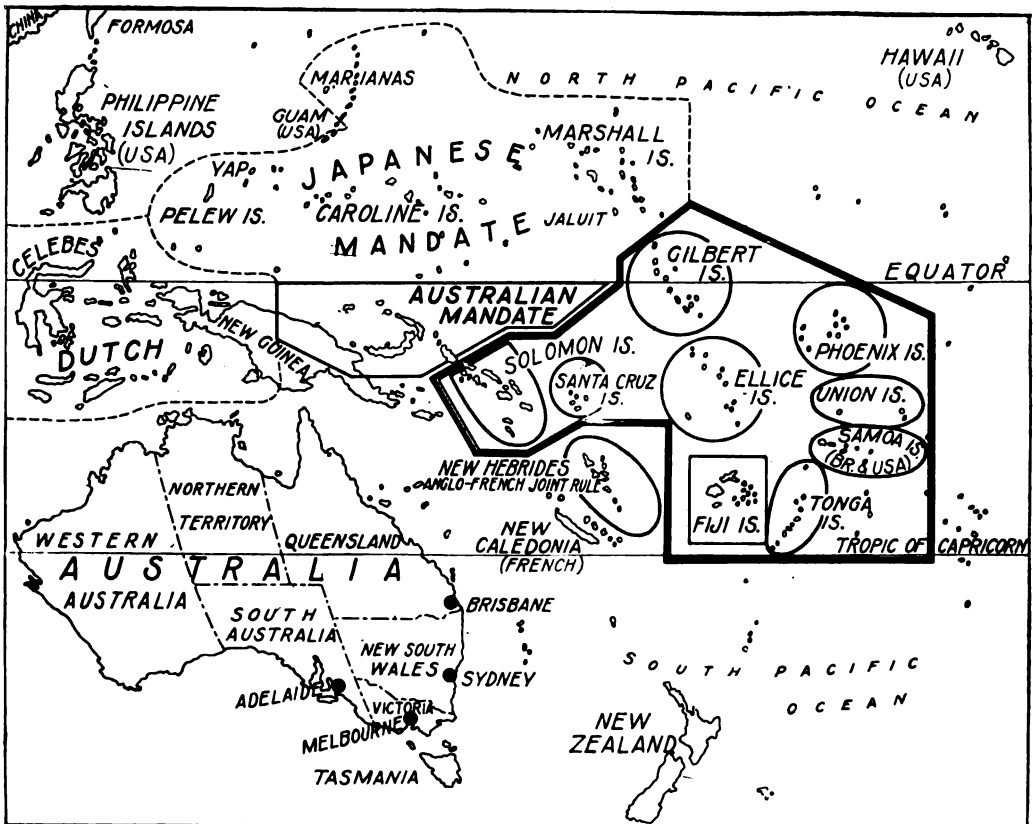 CHINA
FORMOSA
HAWAII
(USA)
NORTH PACIFIC OCEAN
MARIANAS
PHILIPPINE
ISLANDS
(USA)
GUAM
(USA)
MARSHALL
IS.
YAP
JAPANESE
MANDATE
PELEW IS.
CAROLINE IS.
JALUIT
CELEBES
GILBERT
IS.
EQUATOR
AUSTRALIAN
MANDATE
DUTCH
NEW GUINEA
SOLOMON IS.
SANTA CRUZ
IS.
ELLICE
IS.
PHOENIX IS.
UNION IS.
SAMOA IS.
(BR. & USA)
NEW HEBRIDES
ANGLO-FRENCH JOINT RULE
FIJI IS.
TONGA
IS.
NEW
CALEDONIA
(FRENCH)
TROPIC OF CAPRICORN
NORTHERN
TERRITORY
WESTERN
AUSTRALIA
QUEENSLAND
AUSTRALIA
SOUTH
AUSTRALIA
BRISBANE
NEW SOUTH
WALES
SYDNEY
ADELAIDE
VICTORIA
MELBOURNE
TASMANIA
SOUTH PACIFIC
OCEAN
NEW
ZEALAND